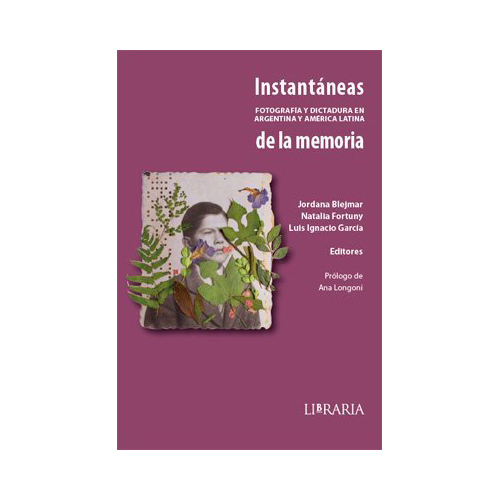 Instantáneas
FOTOGRAFÍA Y DICTADURA EN
ARGENTINA Y AMÉRICA LATINA
de la memoria
Jordana Blejmar
Natalia Fortuny
Luis Ignacio García
Editores
Prólogo de
Ana Longoni
LIBRARIA